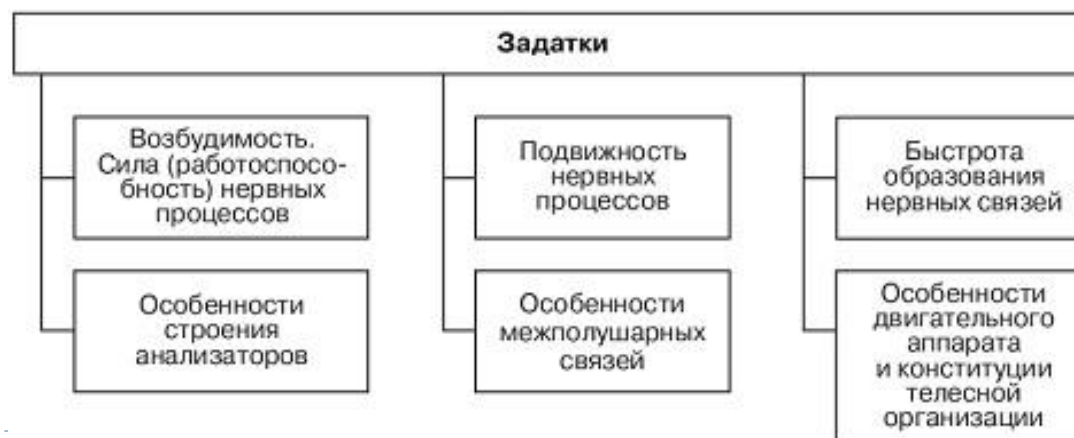 Задатки
Возбудимость.
Сила (работоспосо-
бность) нервных
процессов
Подвижность
нервных
процессов
Быстрота
образования
нервных связей
Особенности
строения
анализаторов
Особенности
межполушарных
связей
Особенности
двигательного
аппарата
и конституции
телесной
организации